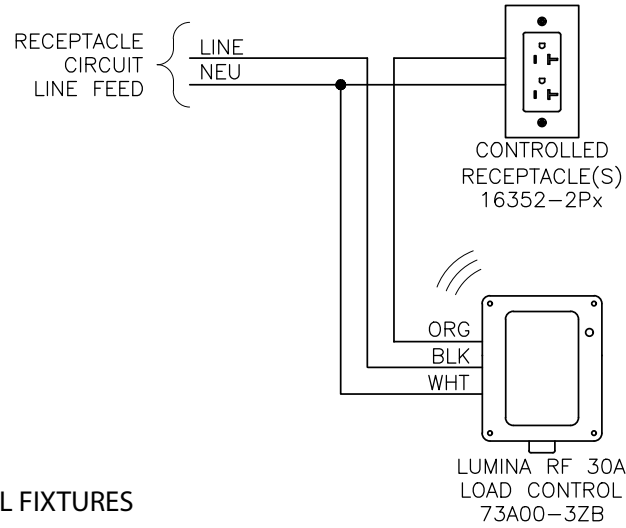 RECEPTACLE
CIRCUIT
LINE FEED
LINE
NEU
CONTROLLED
RECEPTACLE(S)
16352-2Px
ORG
BLK
WHT
LUMINA RF 30A
LOAD CONTROL
73A00-3ZB
L FIXTURES